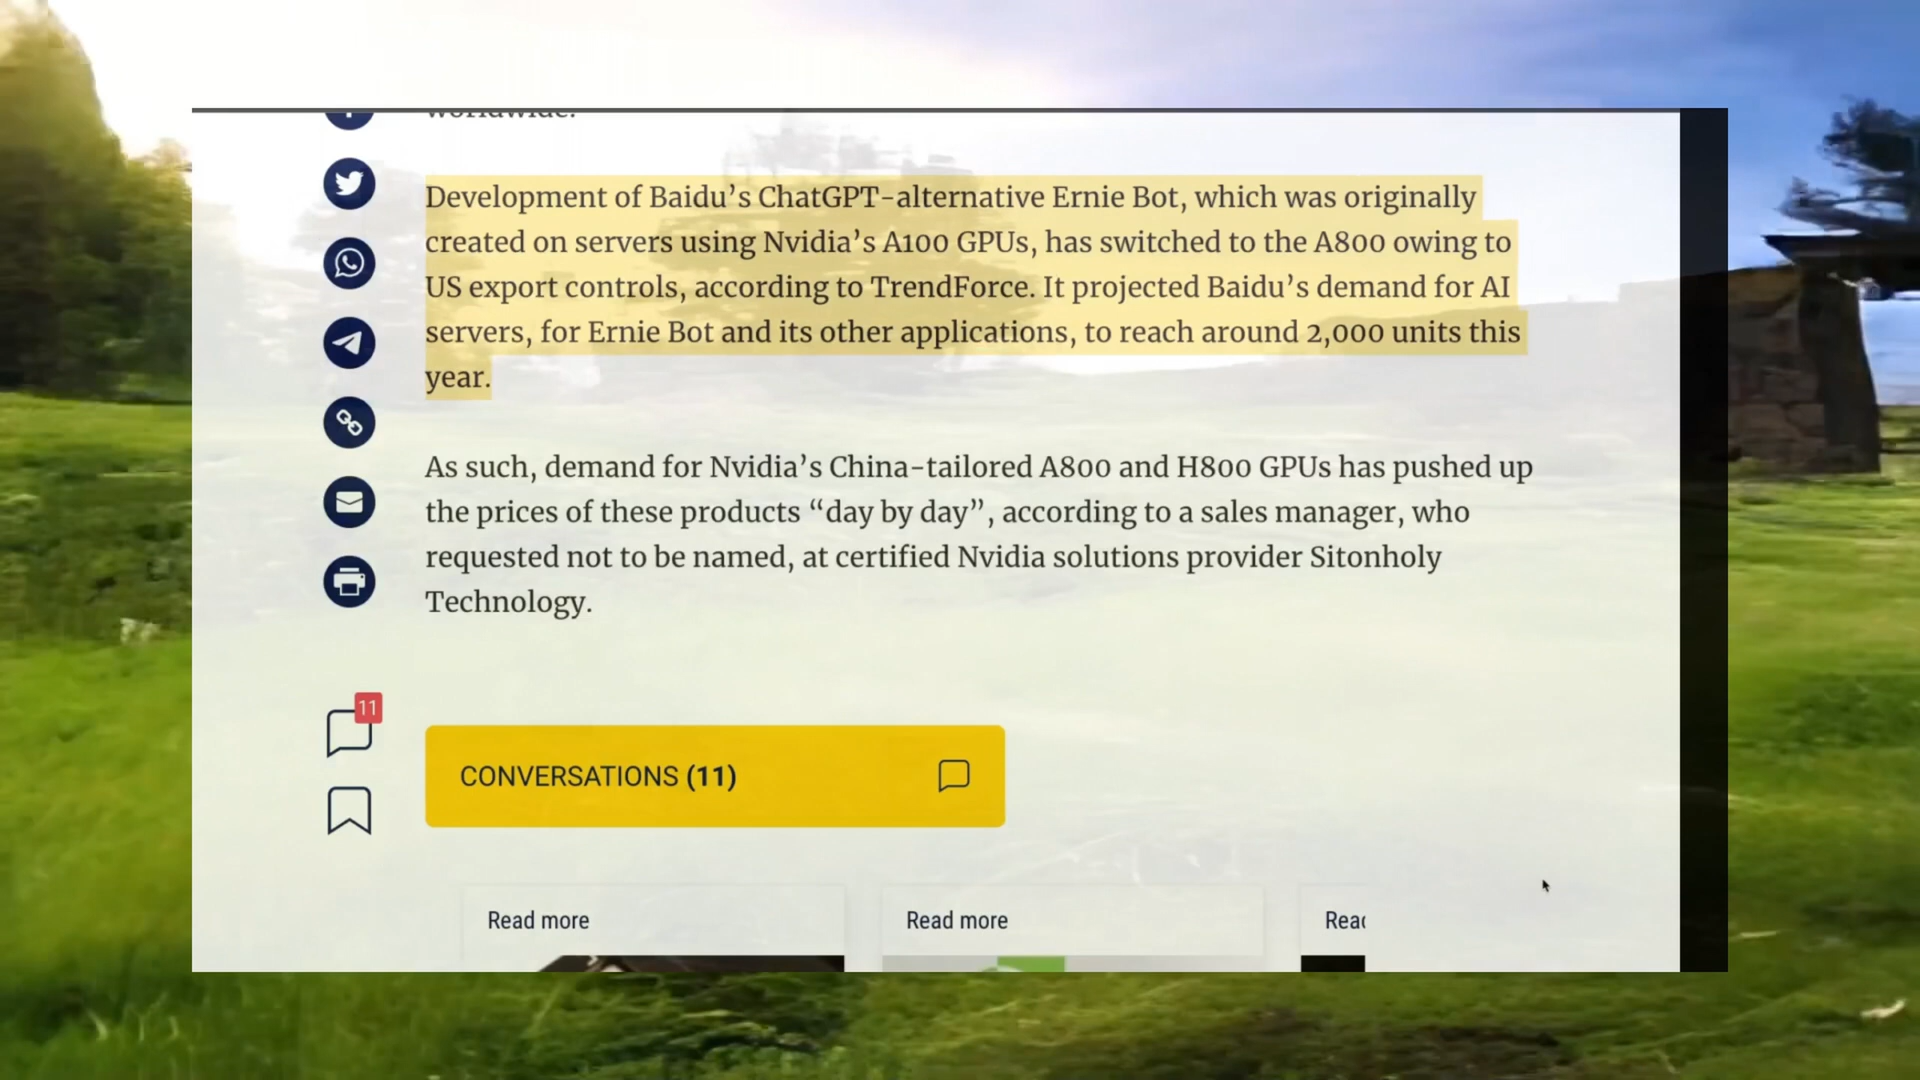 worldwide.
Development of Baidu’s ChatGPT-alternative Ernie Bot, which was originally
created on servers using Nvidia’s A100 GPUs, has switched to the A800 owing to
US export controls, according to TrendForce. It projected Baidu’s demand for AI
servers, for Ernie Bot and its other applications, to reach around 2,000 units this
year.
As such, demand for Nvidia’s China-tailored A800 and H800 GPUs has pushed up
the prices of these products “day by day”, according to a sales manager, who
requested not to be named, at certified Nvidia solutions provider Sitonholy
Technology.
11
CONVERSATIONS (11)
Read more
Read more
Rea